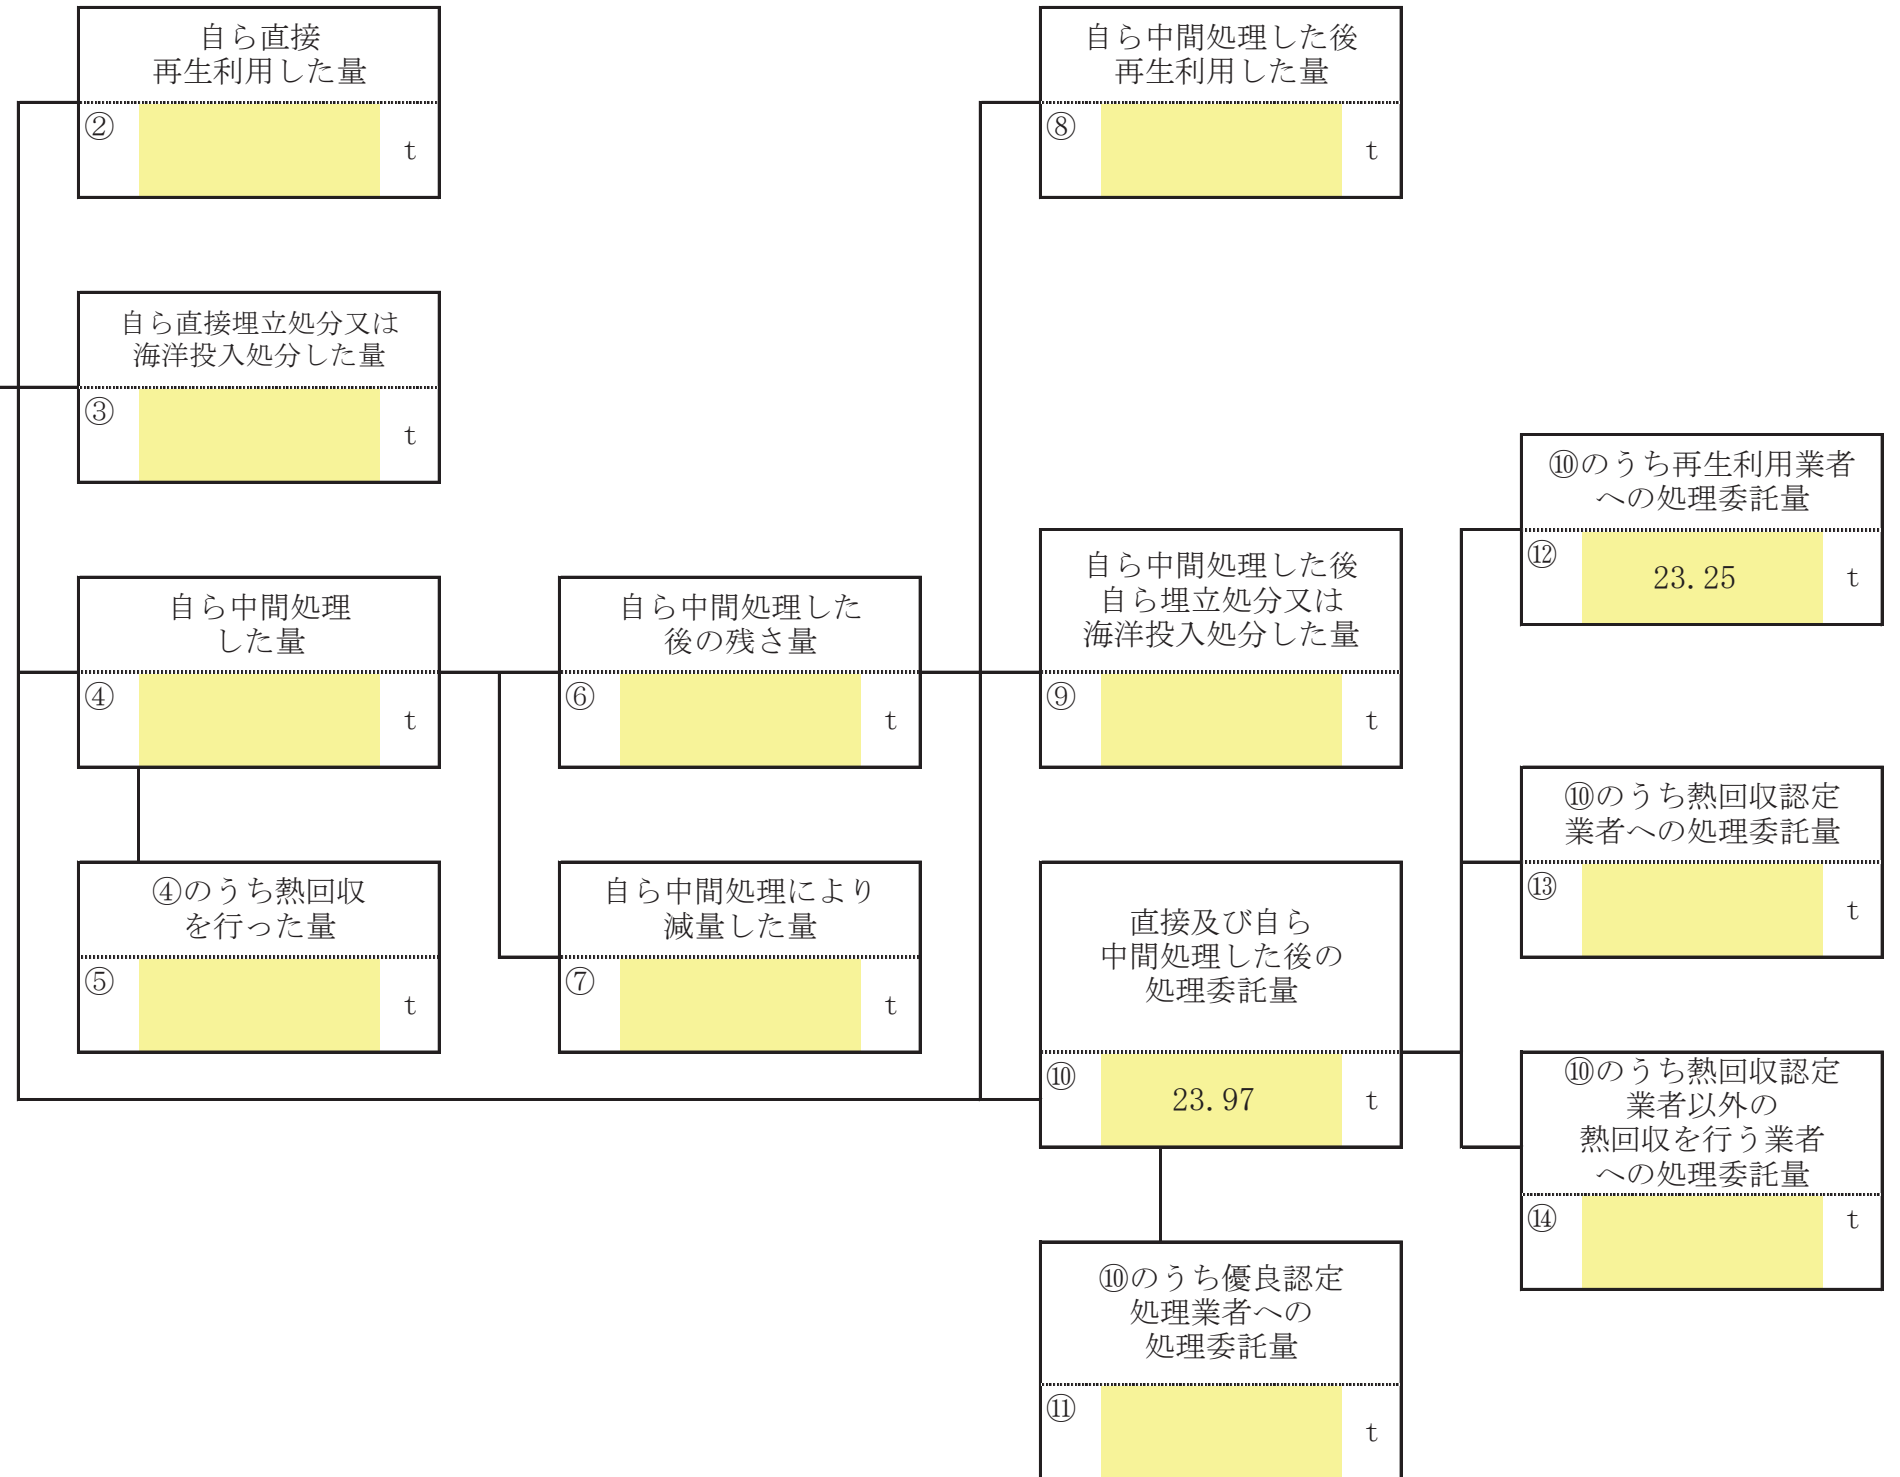 自ら直接
再生利用した量
②
t
自ら中間処理した後
再生利用した量
⑧
t
自ら直接埋立処分又は
海洋投入処分した量
③
t
⑩のうち再生利用業者
への処理委託量
⑫
23.25
t
自ら中間処理
した量
④
t
自ら中間処理した
後の残さ量
⑥
t
自ら中間処理した後
自ら埋立処分又は
海洋投入処分した量
⑨
t
⑩のうち熱回収認定
業者への処理委託量
⑬
t
④のうち熱回収
を行った量
⑤
t
自ら中間処理により
減量した量
⑦
t
直接及び自ら
中間処理した後の
処理委託量
⑩
23.97
t
⑩のうち熱回収認定
業者以外の
熱回収を行う業者
への処理委託量
⑭
t
⑩のうち優良認定
処理業者への
処理委託量
⑪
t